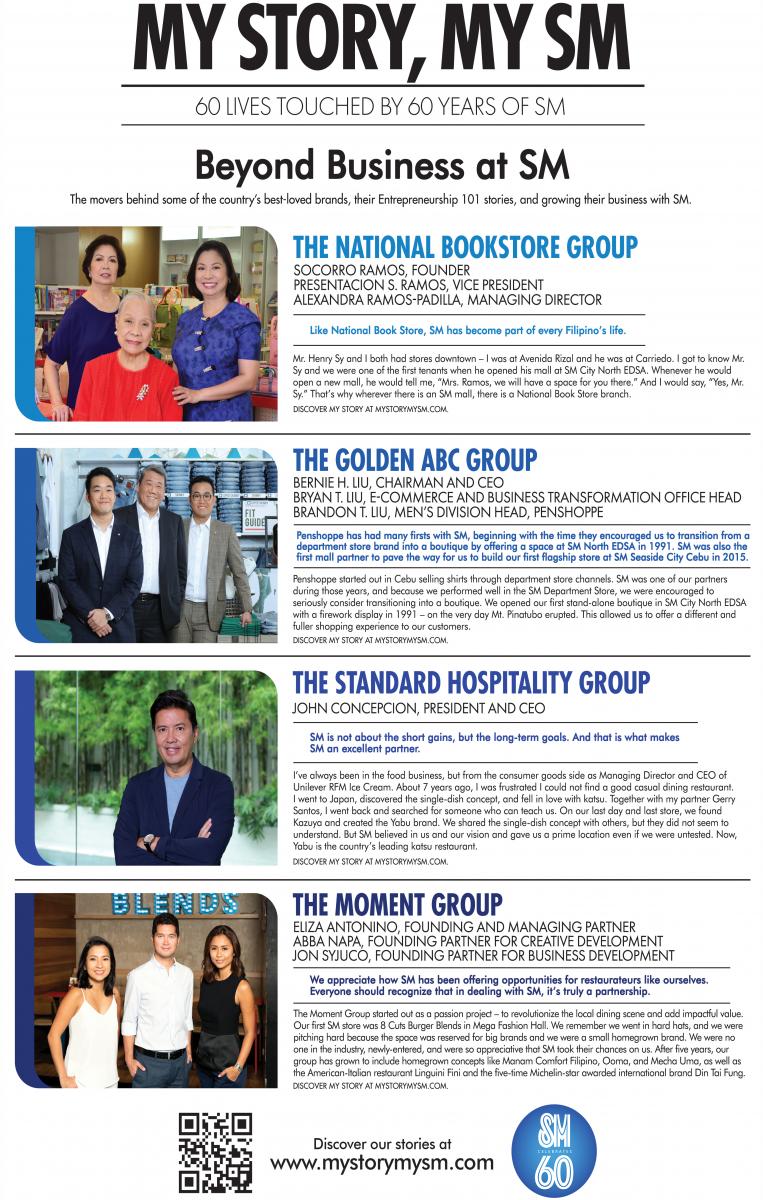 MY STORY, MY SM
60 LIVES TOUCHED BY 60 YEARS OF SM
Beyond Business at SM
The movers behind some of the country's best-loved brands, their Entrepreneurship 101 stories, and growing their business with SM.
THE NATIONAL BOOKSTORE GROUP
SOCORRO RAMOS, FOUNDER
PRESENTACION S. RAMOS, VICE PRESIDENT
ALEXANDRA RAMOS-PADILLA, MANAGING DIRECTOR
Like National Book Store, SM has become part of every Filipino's life.
Mr. Henry Sy and I both had stores downtown – I was at Avenida Rizal and he was at Carriedo. I got to know Mr.
Sy and we were one of the first tenants when he opened his mall at SM City North EDSA. Whenever he would
open a new mall, he would tell me, "Mrs. Ramos, we will have a space for you there." And I would say, "Yes, Mr.
Sy." That's why wherever there is an SM mall, there is a National Book Store branch.
DISCOVER MY STORY AT MYSTORYMYSM.COM.
FIT
GUIDE
THE GOLDEN ABC GROUP
BERNIE H. LIU, CHAIRMAN AND CEO
BRYAN T. LIU, E-COMMERCE AND BUSINESS TRANSFORMATION OFFICE HEAD
BRANDON T. LIU, MEN'S DIVISION HEAD, PENSHOPPE
Penshoppe has had many firsts with SM, beginning with the time they encouraged us to transition from a
department store brand into a boutique by offering a space at SM North EDSA in 1991. SM was also the
first mall partner to pave the way for us to build our first flagship store at SM Seaside City Cebu in 2015.
Penshoppe started out in Cebu selling shirts through department store channels. SM was one of our partners
during those years, and because we performed well in the SM Department Store, we were encouraged to
seriously consider transitioning into a boutique. We opened our first stand-alone boutique in SM City North EDSA
with a firework display in 1991 – on the very day Mt. Pinatubo erupted. This allowed us to offer a different and
fuller shopping experience to our customers.
DISCOVER MY STORY AT MYSTORYMYSM.COM.
THE STANDARD HOSPITALITY GROUP
JOHN CONCEPCION, PRESIDENT AND CEO
SM is not about the short gains, but the long-term goals. And that is what makes
SM an excellent partner.
I've always been in the food business, but from the consumer goods side as Managing Director and CEO of
Unilever RFM Ice Cream. About 7 years ago, I was frustrated I could not find a good casual dining restaurant.
I went to Japan, discovered the single-dish concept, and fell in love with katsu. Together with my partner Gerry
Santos, I went back and searched for someone who can teach us. On our last day and last store, we found
Kazuya and created the Yabu brand. We shared the single-dish concept with others, but they did not seem to
understand. But SM believed in us and our vision and gave us a prime location even if we were untested. Now,
Yabu is the country's leading katsu restaurant.
DISCOVER MY STORY AT MYSTORYMYSM.COM.
BLENDS
THE MOMENT GROUP
ELIZA ANTONINO, FOUNDING AND MANAGING PARTNER
ABBA NAPA, FOUNDING PARTNER FOR CREATIVE DEVELOPMENT
JON SYJUCO, FOUNDING PARTNER FOR BUSINESS DEVELOPMENT
We appreciate how SM has been offering opportunities for restaurateurs like ourselves.
Everyone should recognize that in dealing with SM, it's truly a partnership.
The Moment Group started out as a passion project – to revolutionize the local dining scene and add impactful value.
Our first SM store was 8 Cuts Burger Blends in Mega Fashion Hall. We remember we went in hard hats, and we were
pitching hard because the space was reserved for big brands and we were a small homegrown brand. We were no
one in the industry, newly-entered, and were so appreciative that SM took their chances on us. After five years, our
group has grown to include homegrown concepts like Manam Comfort Filipino, Ooma, and Mecha Uma, as well as
the American-Italian restaurant Linguini Fini and the five-time Michelin-star awarded international brand Din Tai Fung.
DISCOVER MY STORY AT MYSTORYMYSM.COM.
Discover our stories at
www.mystorymysm.com
SM
CELEBRATES
60